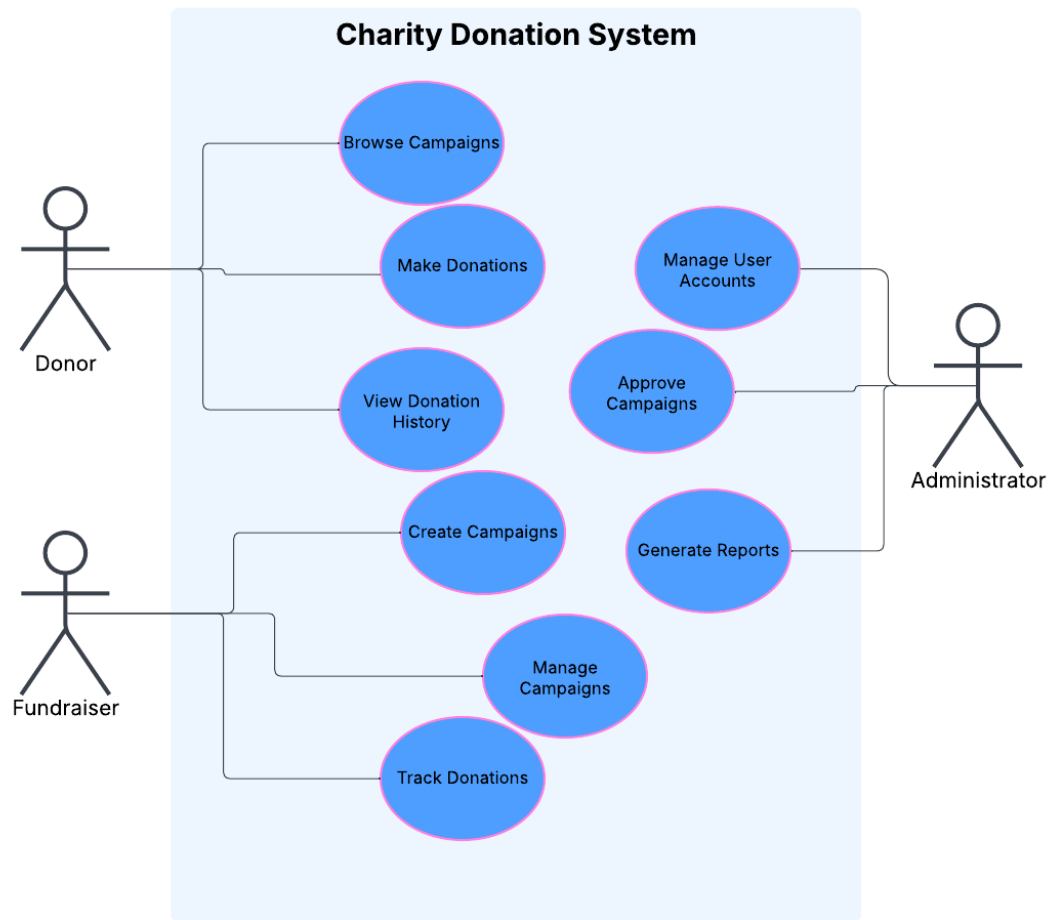 Charity Donation System
Browse Campaigns
Make Donations
Manage User
Accounts
Donor
View Donation
History
Approve
Campaigns
Administrator
Create Campaigns
Generate Reports
Fundraiser
Manage
Campaigns
Track Donations